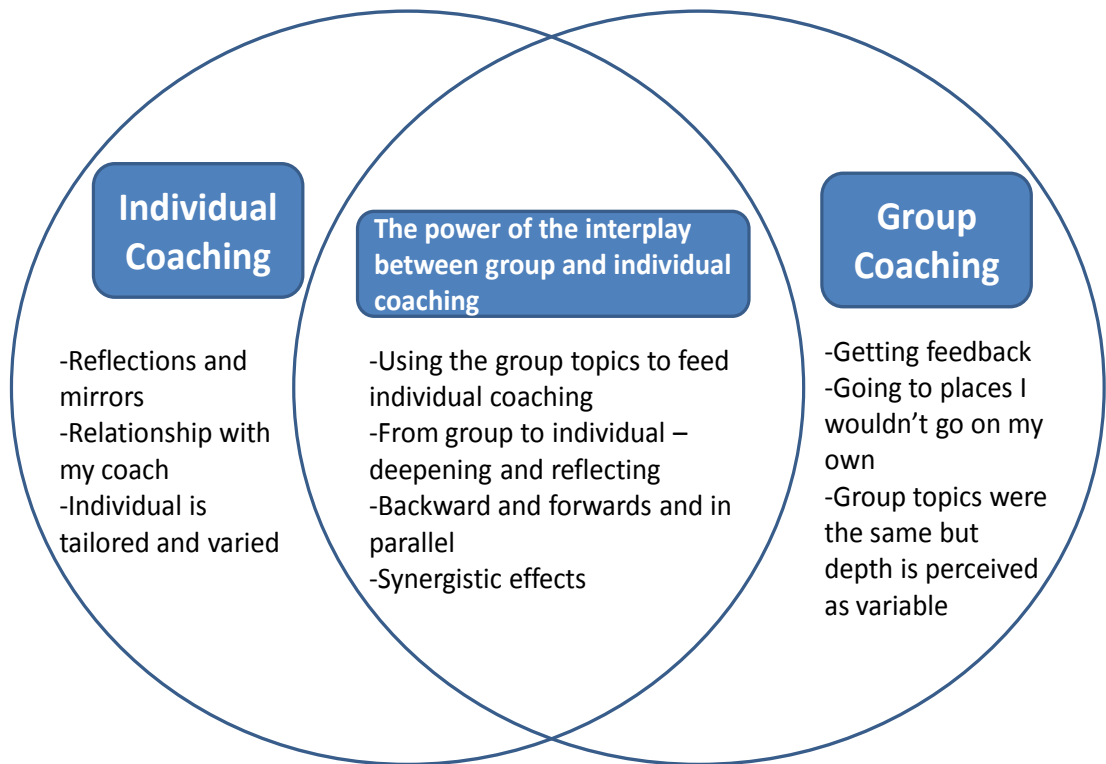 Individual
Coaching
-Reflections and
mirrors
-Relationship with
my coach
-Individual is
tailored and varied
The power of the interplay
between group and individual
coaching
-Using the group topics to feed
individual coaching
-From group to individual –
deepening and reflecting
-Backward and forwards and in
parallel
-Synergistic effects
Group
Coaching
-Getting feedback
-Going to places I
wouldn’t go on my
own
-Group topics were
the same but
depth is perceived
as variable